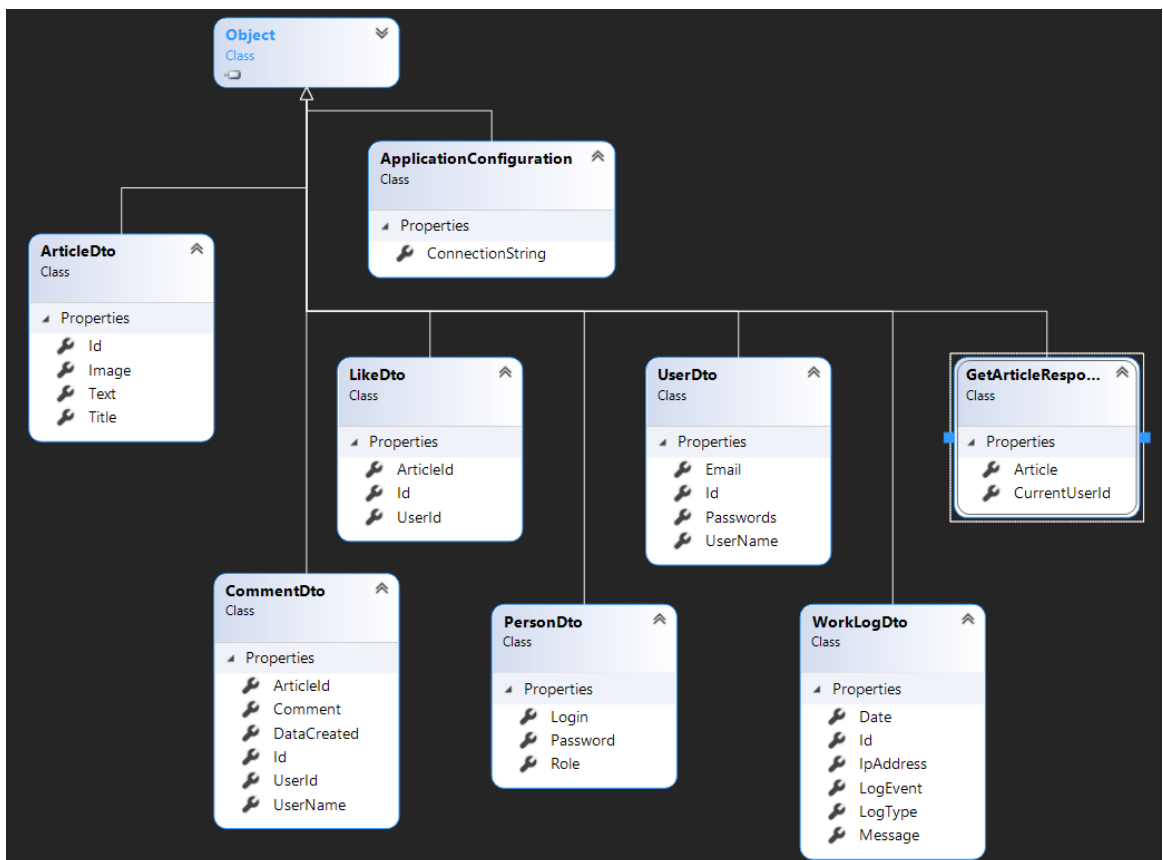 Object
Class
ApplicationConfiguration
Class
Properties
ConnectionString
ArticleDto
Class
Properties
Id
Image
Text
Title
LikeDto
Class
Properties
ArticleId
Id
UserId
UserDto
Class
Properties
Email
Id
Passwords
UserName
GetArticleRespo...
Class
Properties
Article
CurrentUserId
CommentDto
Class
Properties
ArticleId
Comment
DataCreated
Id
UserId
UserName
PersonDto
Class
Properties
Login
Password
Role
WorkLogDto
Class
Properties
Date
Id
IpAddress
LogEvent
LogType
Message